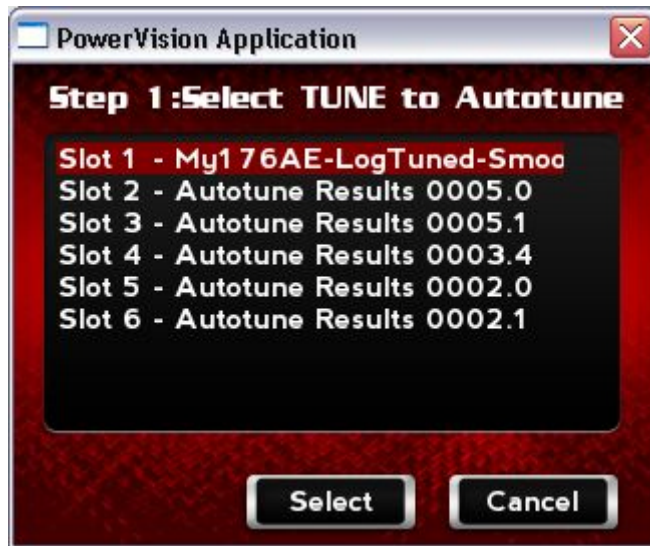 PowerVision Application
Step 1:Select TUNE to Autotune
Slot 1 - My176AE-LogTuned-Smoo
Slot 2 - Autotune Results 0005.0
Slot 3 - Autotune Results 0005.1
Slot 4 - Autotune Results 0003.4
Slot 5 - Autotune Results 0002.0
Slot 6 - Autotune Results 0002.1
Select Cancel